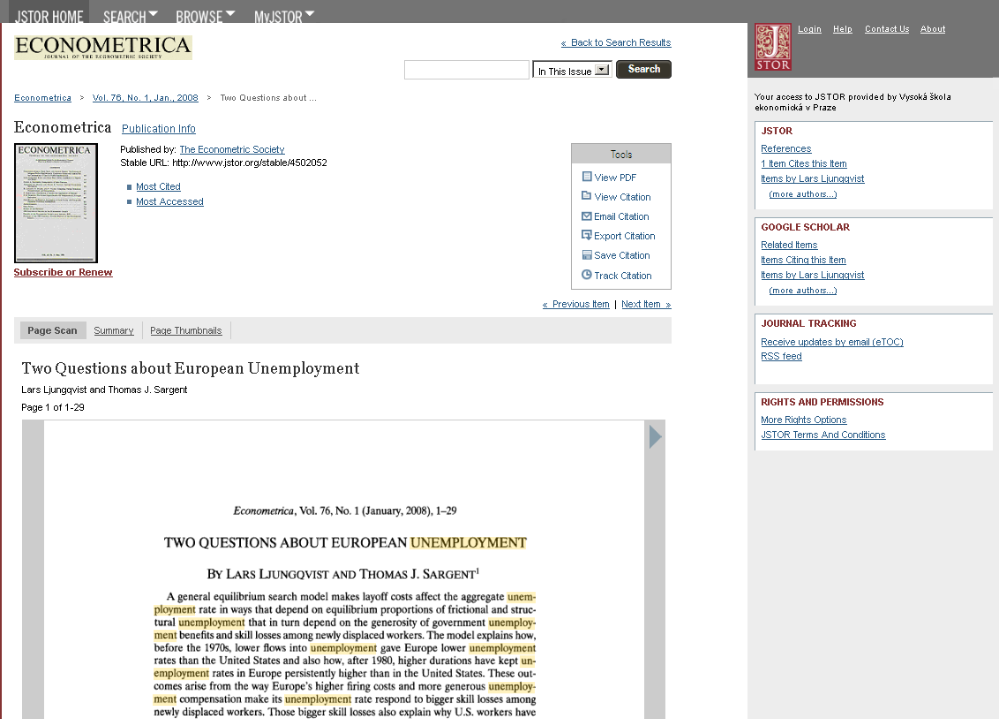 JSTOR HOME SEARCH BROWSE MyJSTOR
Login Help Contact Us About
JSTOR
ECONOMETRICA
JOURNAL OF THE ECONOMETRIC SOCIETY
« Back to Search Results
In This Issue Search
Econometrica > Vol. 76, No. 1, Jan., 2008 > Two Questions about ...
Econometrica Publication Info
ECONOMETRICA
Published by: The Econometric Society
Stable URL: http://www.jstor.org/stable/4502052
Most Cited
Most Accessed
Subscribe or Renew
Tools
View PDF
View Citation
Email Citation
Export Citation
Save Citation
Track Citation
« Previous Item | Next Item »
Page Scan Summary Page Thumbnails
Two Questions about European Unemployment
Lars Ljungqvist and Thomas J. Sargent
Page 1 of 1-29
Econometrica, Vol. 76, No. 1 (January, 2008), 1–29
TWO QUESTIONS ABOUT EUROPEAN UNEMPLOYMENT
BY LARS LJUNGQVIST AND THOMAS J. SARGENT1
A general equilibrium search model makes layoff costs affect the aggregate unem-
ployment rate in ways that depend on equilibrium proportions of frictional and struc-
tural unemployment that in turn depend on the generosity of government unemploy-
ment benefits and skill losses among newly displaced workers. The model explains how,
before the 1970s, lower flows into unemployment gave Europe lower unemployment
rates than the United States and also how, after 1980, higher durations have kept un-
employment rates in Europe persistently higher than in the United States. These out-
comes arise from the way Europe's higher firing costs and more generous unemploy-
ment compensation make its unemployment rate respond to bigger skill losses among
newly displaced workers. Those bigger skill losses also explain why U.S. workers have
Your access to JSTOR provided by Vysoká škola
ekonomická v Praze
JSTOR
References
1 Item Cites this Item
Items by Lars Ljungqvist
(more authors...)
GOOGLE SCHOLAR
Related Items
Items Citing this Item
Items by Lars Ljungqvist
(more authors...)
JOURNAL TRACKING
Receive updates by email (eTOC)
RSS feed
RIGHTS AND PERMISSIONS
More Rights Options
JSTOR Terms And Conditions